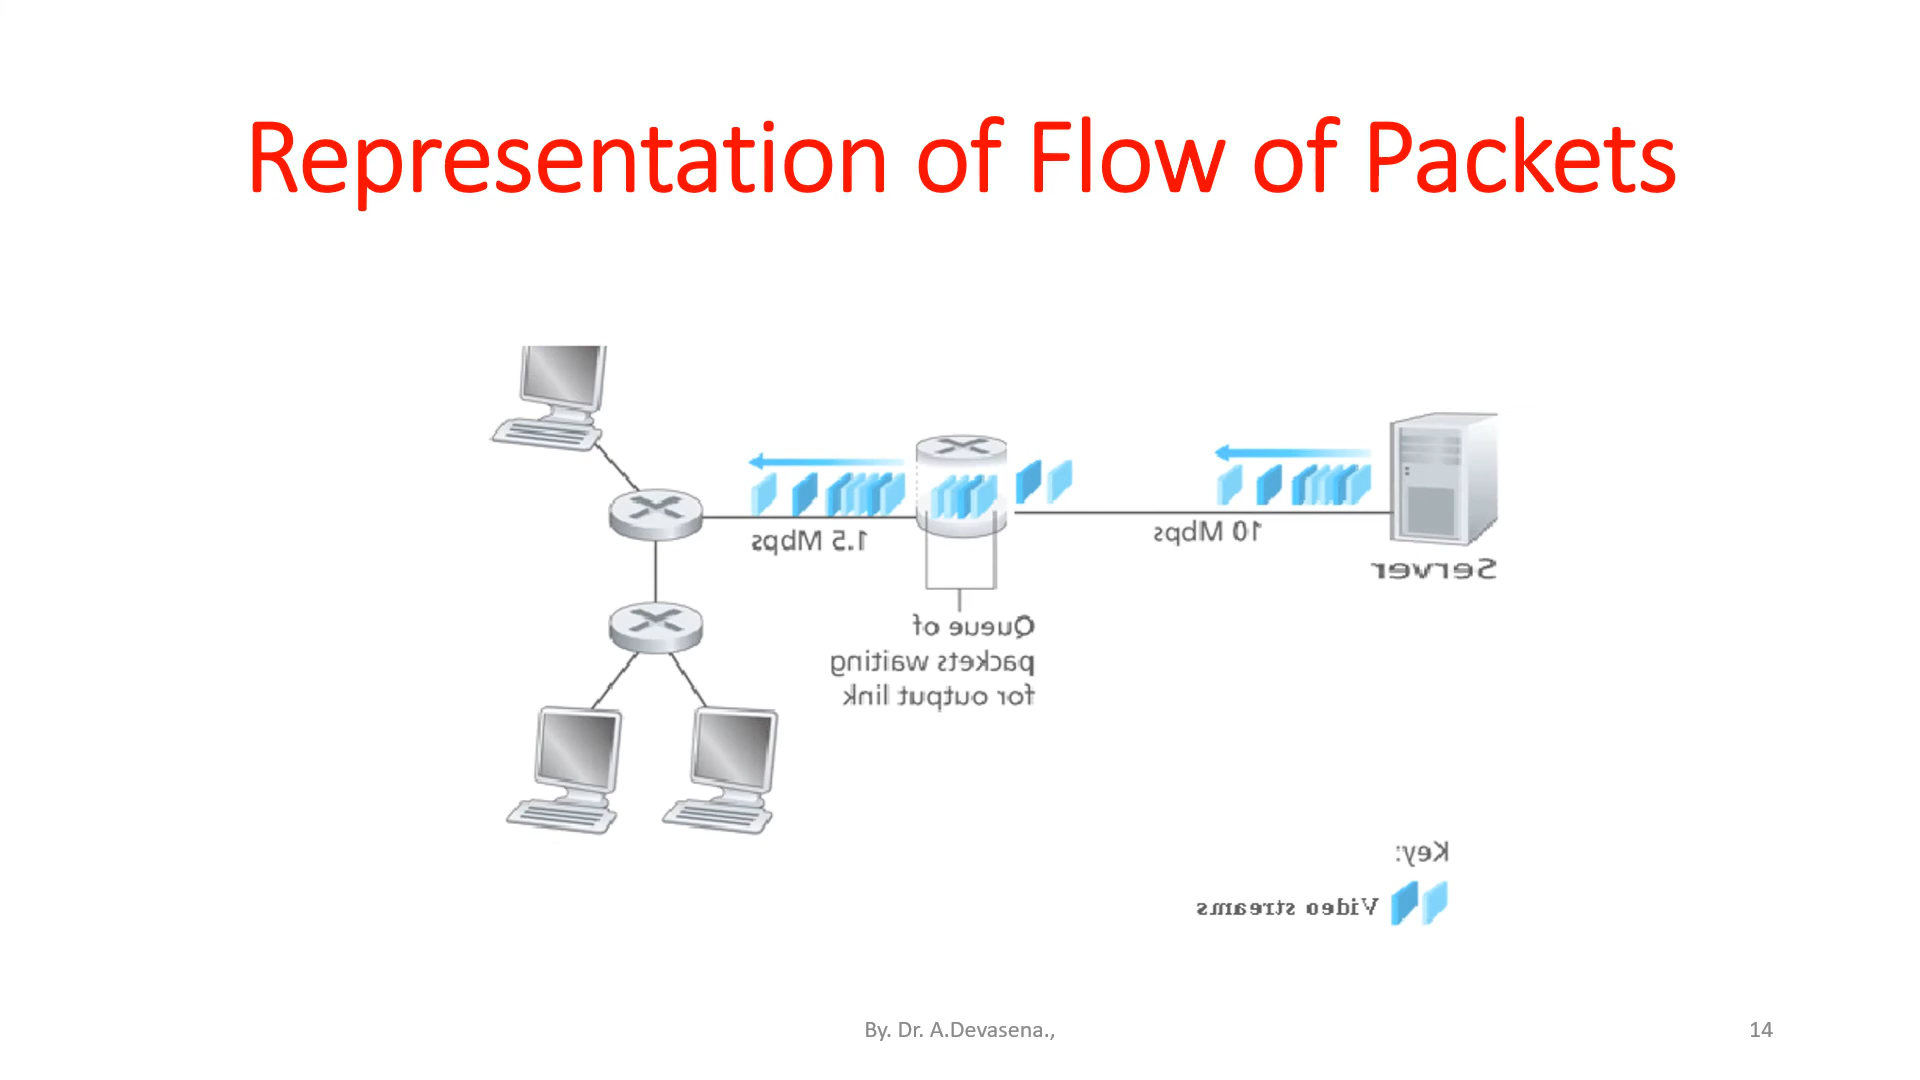 Representation of Flow of Packets
1.5 Mbps
10 Mbps
Server
Queue of
packets waiting
for output link
Key:
Video streams
By. Dr. A.Devasena.,
14